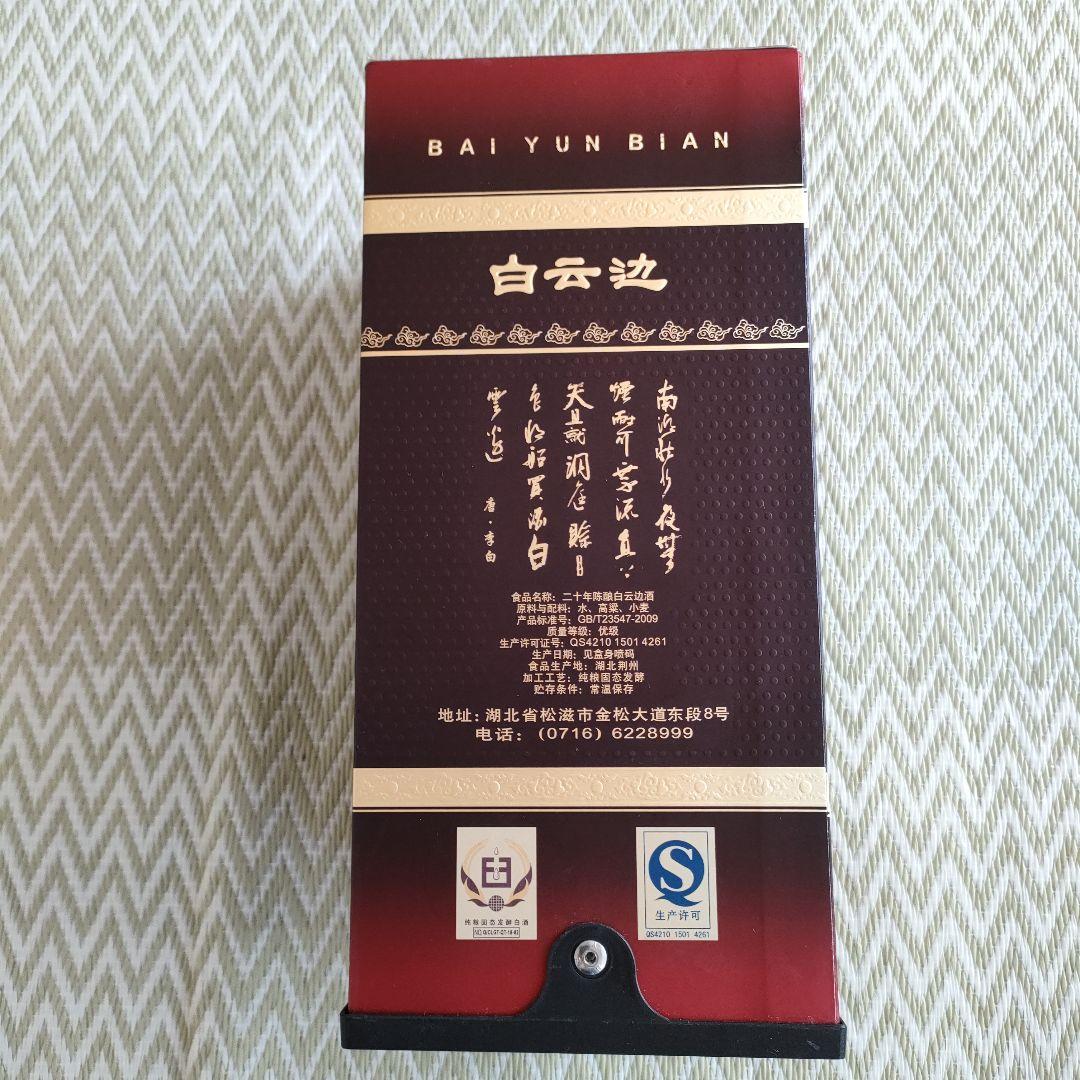 BAI YUN BIAN
白云边
南湖秋水夜無
煙耐可乘流直上
天且就洞庭賒月
色將船買酒白
雲邊
唐·李白
食品名称：二十年陈酿白云边酒
原料与配料：水、高粱、小麦
产品标准号：GB/T23547-2009
质量等级：优级
生产许可证号：QS4210 1501 4261
生产日期：见盒身喷码
食品生产地：湖北荆州
加工工艺：纯粮固态发酵
贮存条件：常温保存
地址：湖北省松滋市金松大道东段8号
电话：（0716）6228999
纯粮固态发酵白酒
生产许可
QS4210 1501 4261